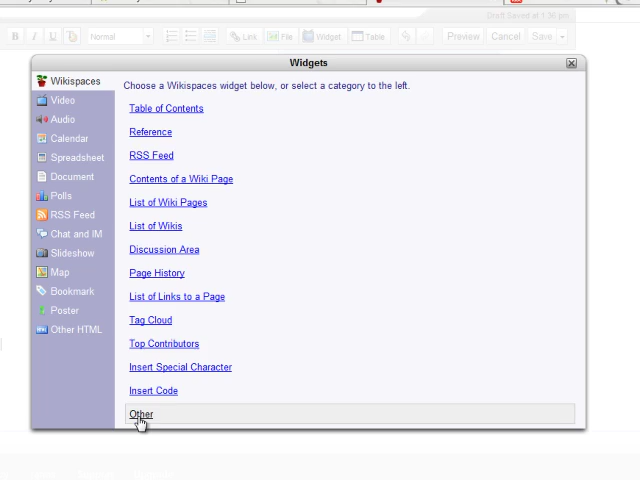 Draft Saved at 1:36 pm
B I U Normal Link File Widget Table Preview Cancel Save
Widgets
Wikispaces
Video
Audio
Calendar
Spreadsheet
Document
Polls
RSS Feed
Chat and IM
Slideshow
Map
Bookmark
Poster
Other HTML
Choose a Wikispaces widget below, or select a category to the left.
Table of Contents
Reference
RSS Feed
Contents of a Wiki Page
List of Wiki Pages
List of Wikis
Discussion Area
Page History
List of Links to a Page
Tag Cloud
Top Contributors
Insert Special Character
Insert Code
Other